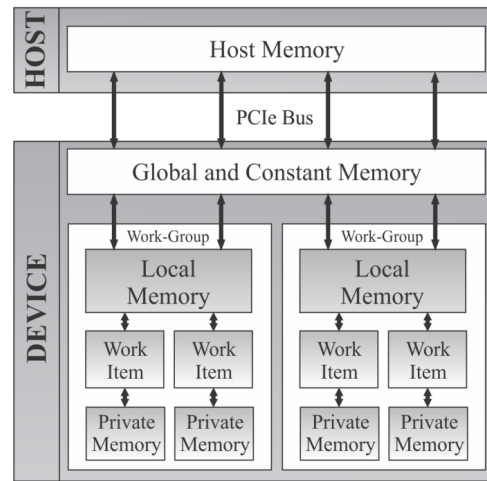 HOST
Host Memory
PCIe Bus
DEVICE
Global and Constant Memory
Work-Group
Local
Memory
Work
Item
Work
Item
Private
Memory
Private
Memory
Work-Group
Local
Memory
Work
Item
Work
Item
Private
Memory
Private
Memory